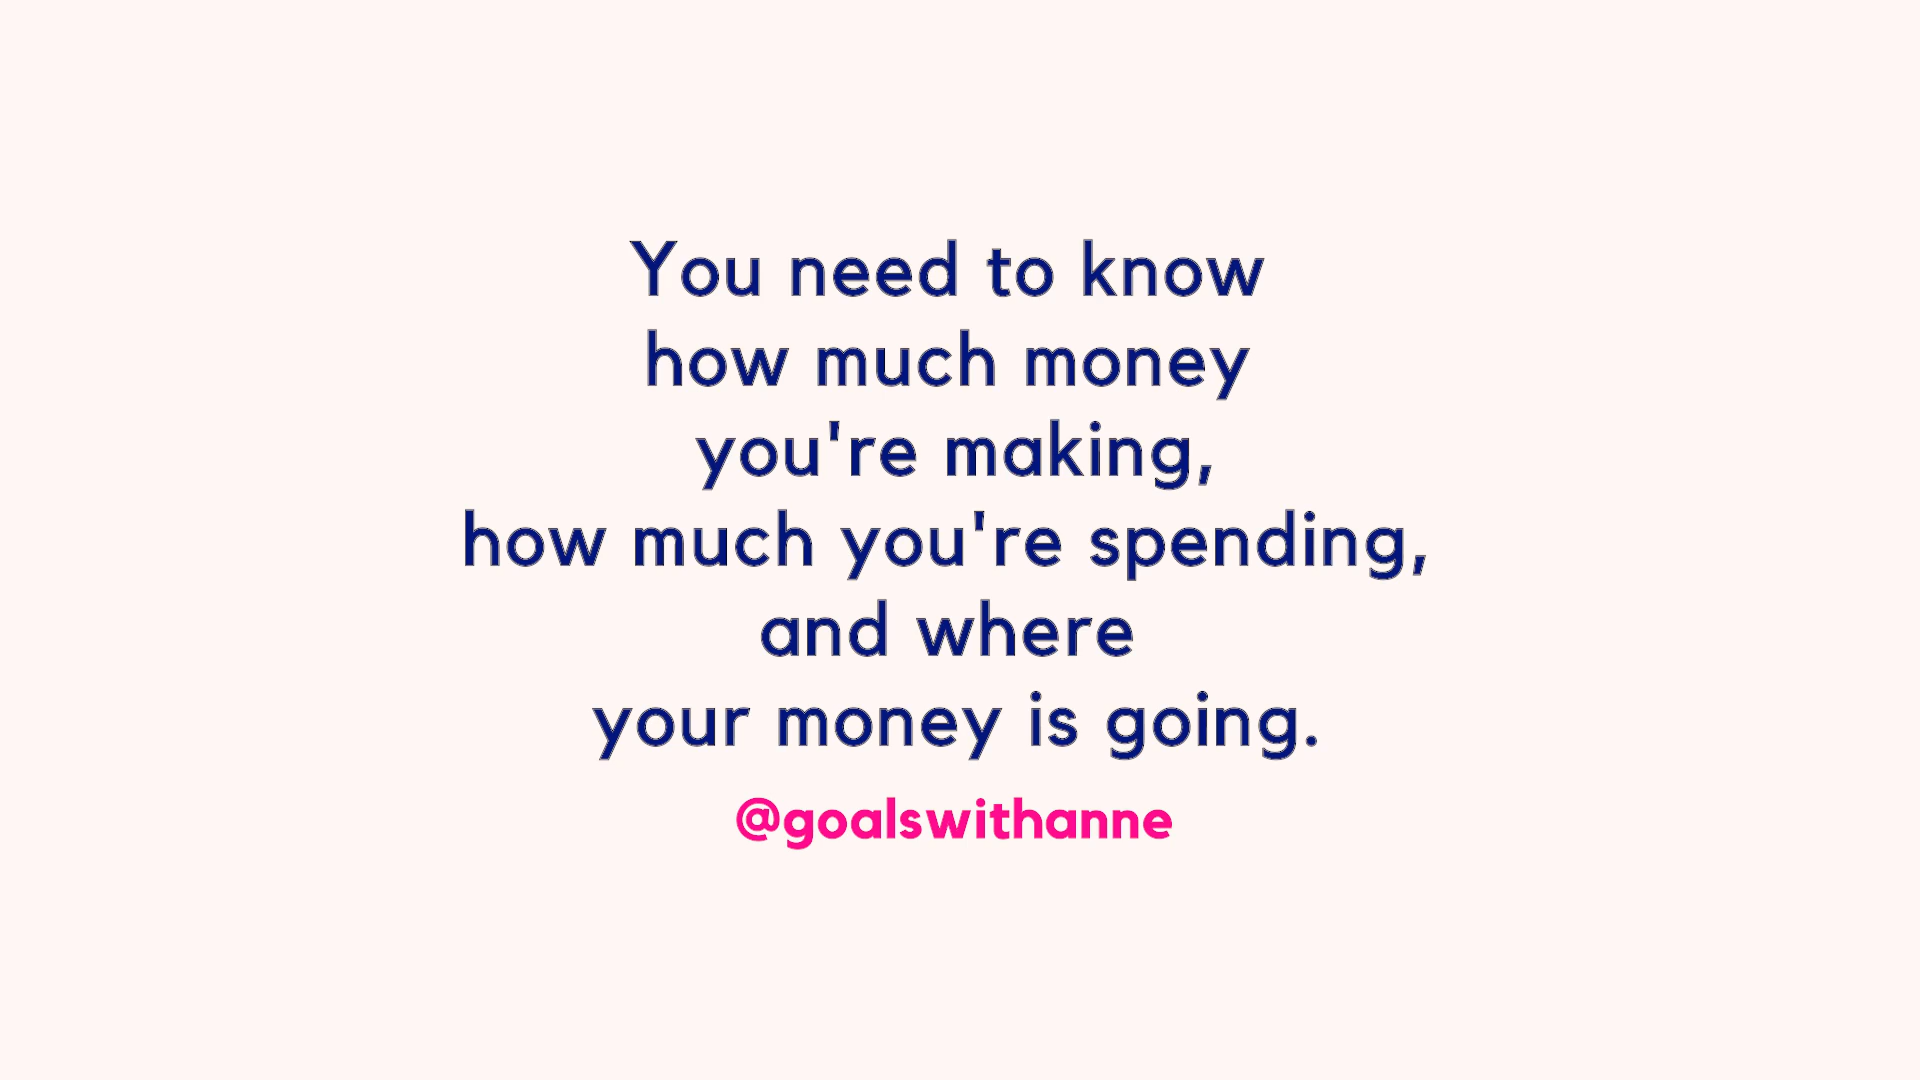 You need to know
how much money
you're making,
how much you're spending,
and where
your money is going.
@goalswithanne